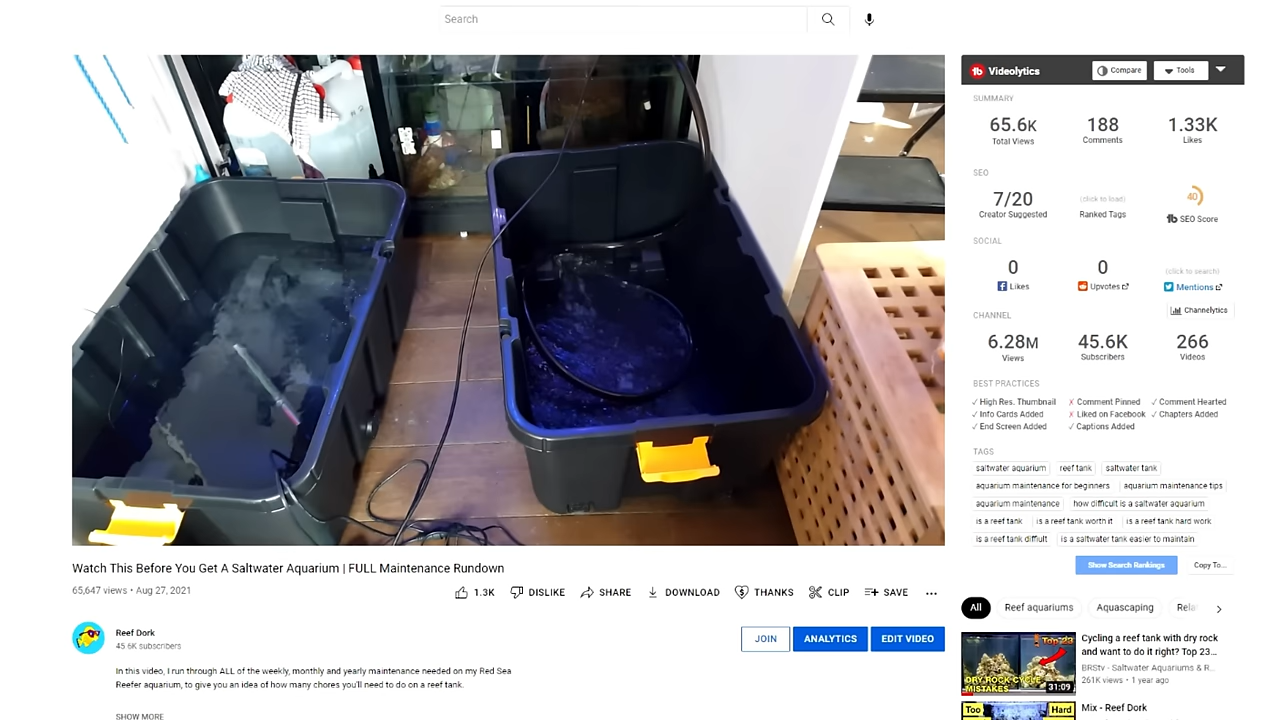 Search
Videolytics
Compare
Tools
SUMMARY
65.6K
188
1.33K
Total Views
Comments
Likes
SEO
7/20
(click to load)
40
Creator Suggested
Ranked Tags
tb SEO Score
SOCIAL
0
0
(click to search)
Likes
Upvotes
Mentions
Channelytics
CHANNEL
6.28M
45.6K
266
Views
Subscribers
Videos
BEST PRACTICES
✓ High Res. Thumbnail
✗ Comment Pinned
✓ Comment Hearted
✓ Info Cards Added
✗ Liked on Facebook
✓ Chapters Added
✓ End Screen Added
✓ Captions Added
TAGS
saltwater aquarium
reef tank
saltwater tank
aquarium maintenance for beginners
aquarium maintenance tips
aquarium maintenance
how difficult is a saltwater aquarium
is a reef tank
is a reef tank worth it
is a reef tank hard work
is a reef tank diffiult
is a saltwater tank easier to maintain
Show Search Rankings
Copy To...
Watch This Before You Get A Saltwater Aquarium | FULL Maintenance Rundown
65,647 views • Aug 27, 2021
1.3K
DISLIKE
SHARE
DOWNLOAD
THANKS
CLIP
SAVE
...
Reef Dork
45.6K subscribers
JOIN
ANALYTICS
EDIT VIDEO
In this video, I run through ALL of the weekly, monthly and yearly maintenance needed on my Red Sea
Reefer aquarium, to give you an idea of how many chores you'll need to do on a reef tank.
SHOW MORE
All
Reef aquariums
Aquascaping
Rela
Top 23
DRY ROCK CYCLE
MISTAKES
31:09
Cycling a reef tank with dry rock
and want to do it right? Top 23...
BRStv - Saltwater Aquariums & R...
261K views • 1 year ago
Too
Hard
Mix - Reef Dork